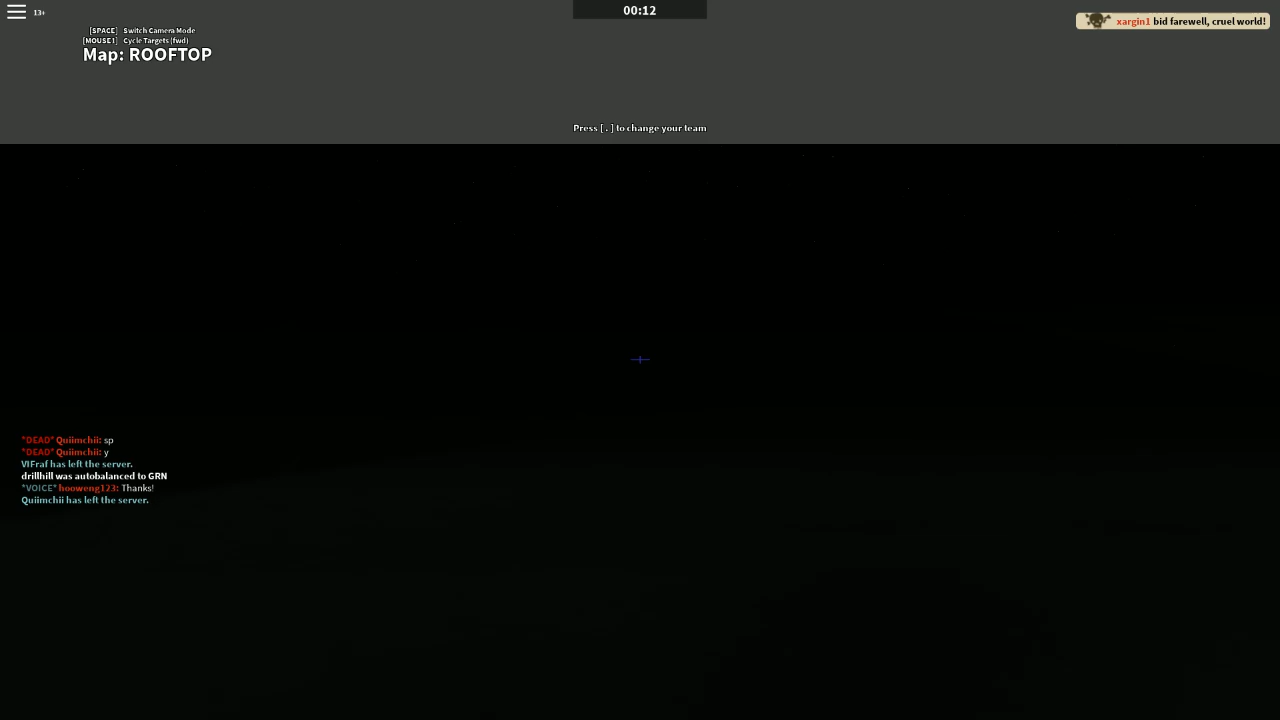 13+
00:12
xargin1 bid farewell, cruel world!
[SPACE] Switch Camera Mode
[MOUSE1] Cycle Targets (fwd)
Map: ROOFTOP
Press [ . ] to change your team
*DEAD* Quiimchii: sp
*DEAD* Quiimchii: y
VIFraf has left the server.
drillhill was autobalanced to GRN
*VOICE* hooweng123: Thanks!
Quiimchii has left the server.